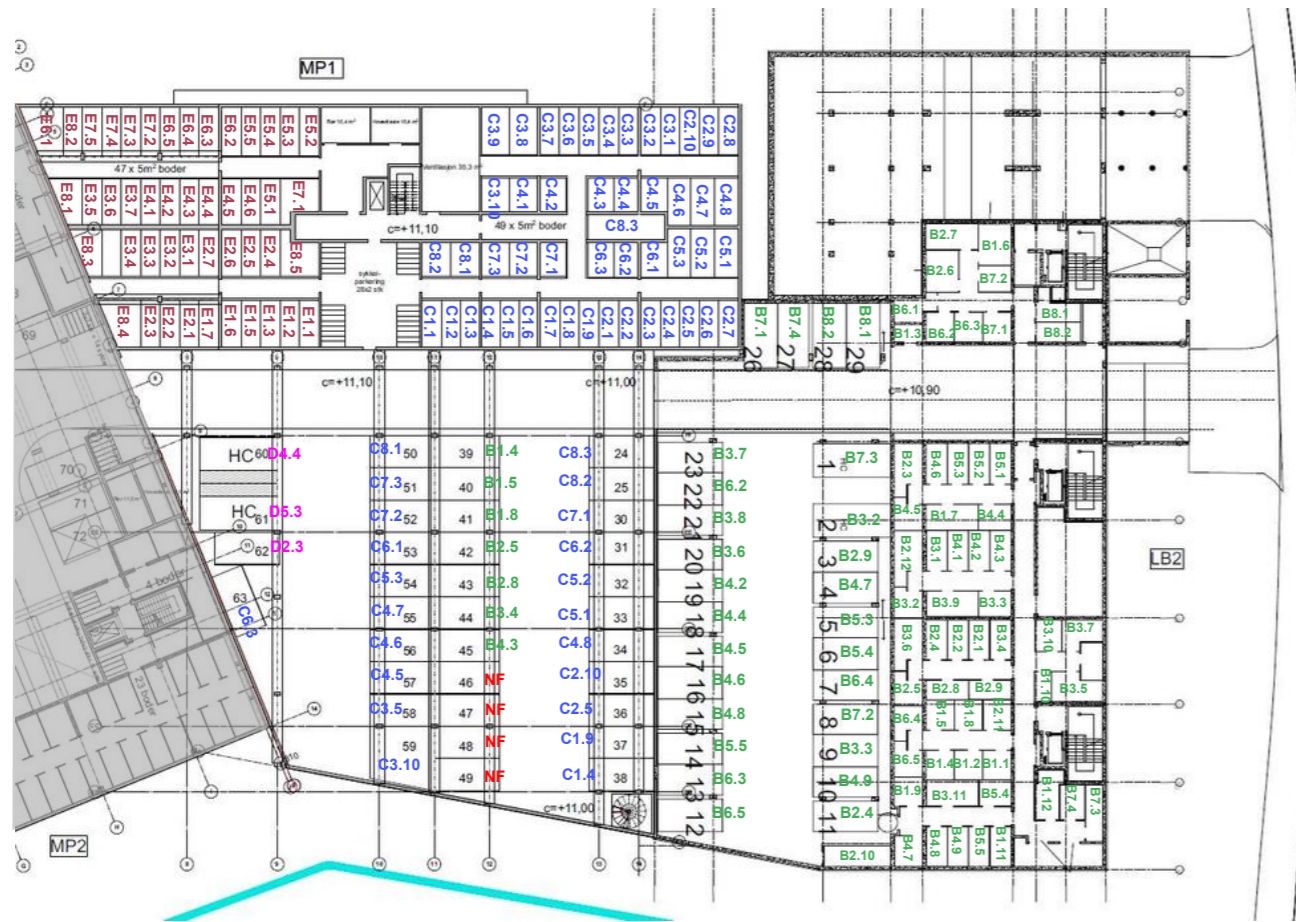 MP1
E6.1 E8.2 E7.5 E7.4 E7.3 E7.2 E6.5 E6.4 E6.3 E6.2 E5.5 E5.4 E5.3 E5.2
C3.9 C3.8 C3.7 C3.6 C3.5 C3.4 C3.3 C3.2 C3.1 C2.10 C2.9 C2.8
47 x 5m² boder
Ventilasjon
E8.1 E3.5 E3.6 E3.7 E4.1 E4.2 E4.3 E4.4 E4.5 E4.6 E5.1 E7.1
C3.10 C4.1 C4.2 C4.3 C4.4 C4.5 C4.6 C4.7 C4.8
c=+11,10
49 x 5m² boder
C8.3
E8.3 E3.4 E3.3 E3.2 E3.1 E2.7 E2.6 E2.5 E2.4 E8.5
C8.2 C8.1 C7.3 C7.2 C7.1 C6.3 C6.2 C6.1 C5.3 C5.2 C5.1
sykkel-
parkering
28x2 stk
E8.4 E2.3 E2.2 E2.1 E1.7 E1.6 E1.5 E1.3 E1.2 E1.1
C1.1 C1.2 C1.3 C1.4 C1.5 C1.6 C1.7 C1.8 C1.9 C2.1 C2.2 C2.3 C2.4 C2.5 C2.6 C2.7
B2.7 B1.6
B2.6 B7.2
B6.1
B1.3 B6.2 B6.3 B7.1
B8.1
B8.2
B7.1 B7.4 B8.2 B8.1
26 27 28 29
69
c=+11,10
c=+11,00
c=+10,90
HC 60 D4.4
HC 61 D5.3
62 D2.3
63 C6.3
70
71
72
4 boder
23 boder
C8.1 50 39 B1.4 C8.3 24
C7.3 51 40 B1.5 C8.2 25
C7.2 52 41 B1.8 C7.1 30
C6.1 53 42 B2.5 C6.2 31
C5.3 54 43 B2.8 C5.2 32
C4.7 55 44 B3.4 C5.1 33
C4.6 56 45 B4.3 C4.8 34
C4.5 57 46 NF C2.10 35
C3.5 58 47 NF C2.5 36
59 48 NF C1.9 37
C3.10 49 NF C1.4 38
c=+11,00
23 B3.7
22 B6.2
21 B3.8
20 B3.6
19 B4.2
18 B4.4
17 B4.5
16 B4.6
15 B4.8
14 B5.5
13 B6.3
12 B6.5
1 HC B7.3
2 HC B3.2
3 B2.9
4 B4.7
5 B5.3
6 B5.4
7 B6.4
8 B7.2
9 B3.3
10 B4.9
11 B2.4
B2.10
B2.3 B4.6 B5.3 B5.2 B5.1
B4.5 B1.7 B4.4
B2.12 B3.1 B4.1 B4.2 B4.3
B3.2 B3.9 B3.3
B3.6 B2.4 B2.2 B2.1 B3.4
B3.10 B3.7
B2.5 B2.8 B2.9
B1.10 B3.5
B6.4 B1.5 B1.8 B2.11
B6.5 B1.4 B1.2 B1.1
B1.9 B3.11 B5.4
B1.12 B7.4 B7.3
B4.7 B4.8 B4.9 B5.5 B1.11
LB2
MP2